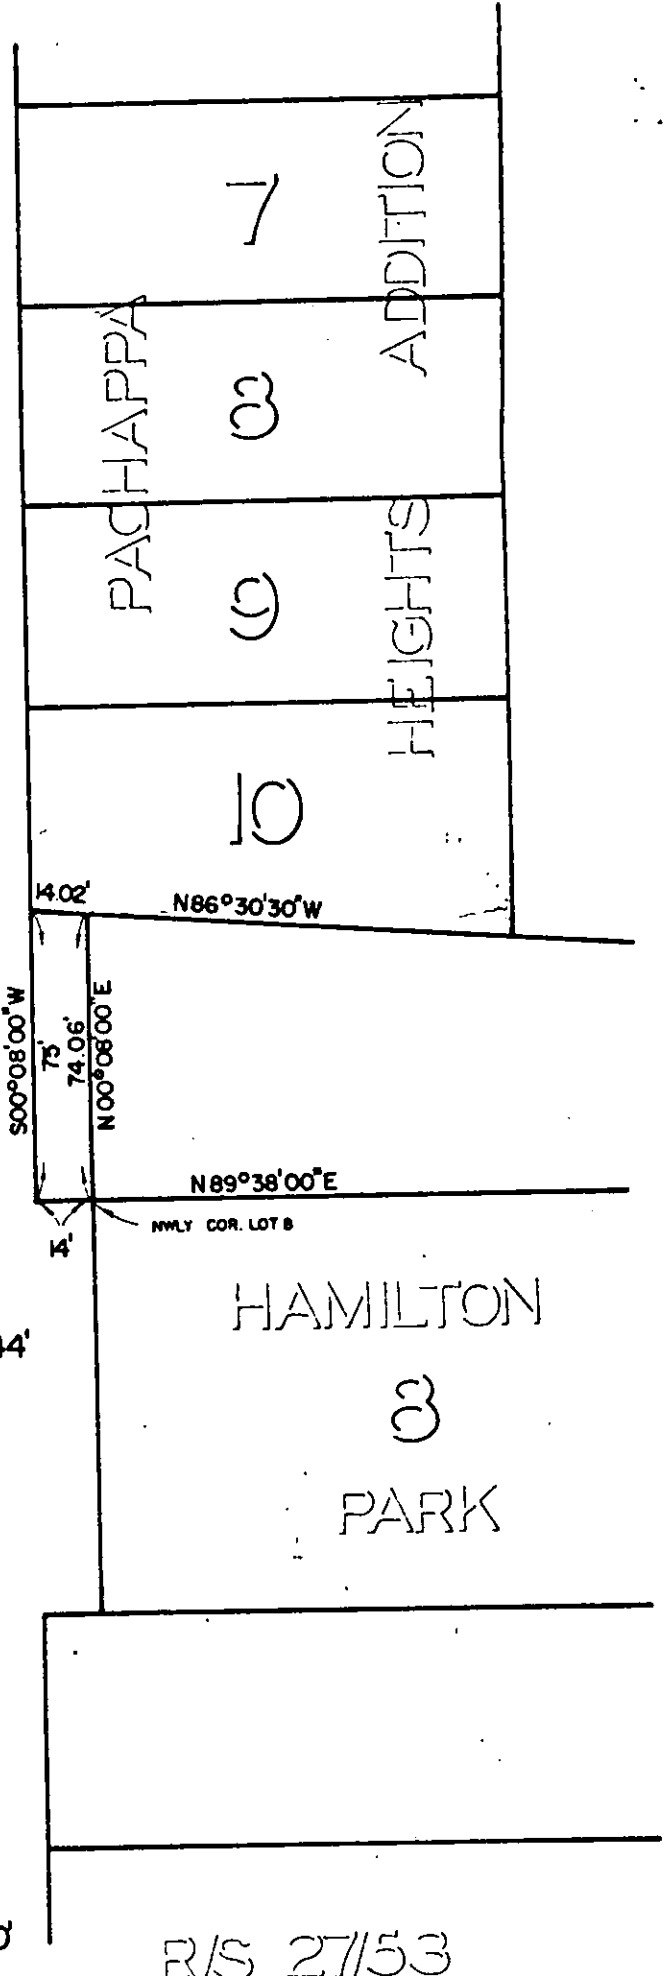 7
ADDITION
PACHAPPA
8
9
HEIGHTS
10
14.02'
N86°30'30"W
S00°08'00"W
75'
74.06'
N00°08'00"E
N89°38'00"E
NWLY COR. LOT 8
14'
HAMILTON
44'
8
PARK
R/S 27/53